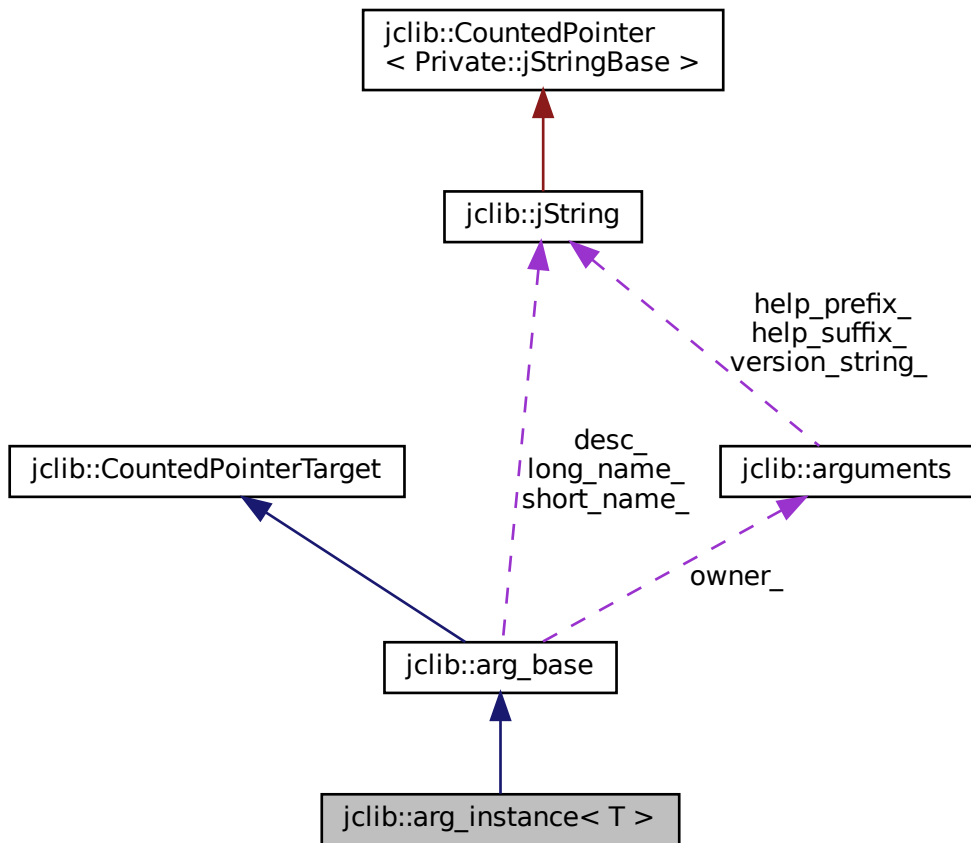 jclib::CountedPointer
< Private::jStringBase >
jclib::jString
help_prefix_
help_suffix_
version_string_
desc_
long_name_
short_name_
jclib::CountedPointerTarget
jclib::arguments
owner_
jclib::arg_base
jclib::arg_instance< T >